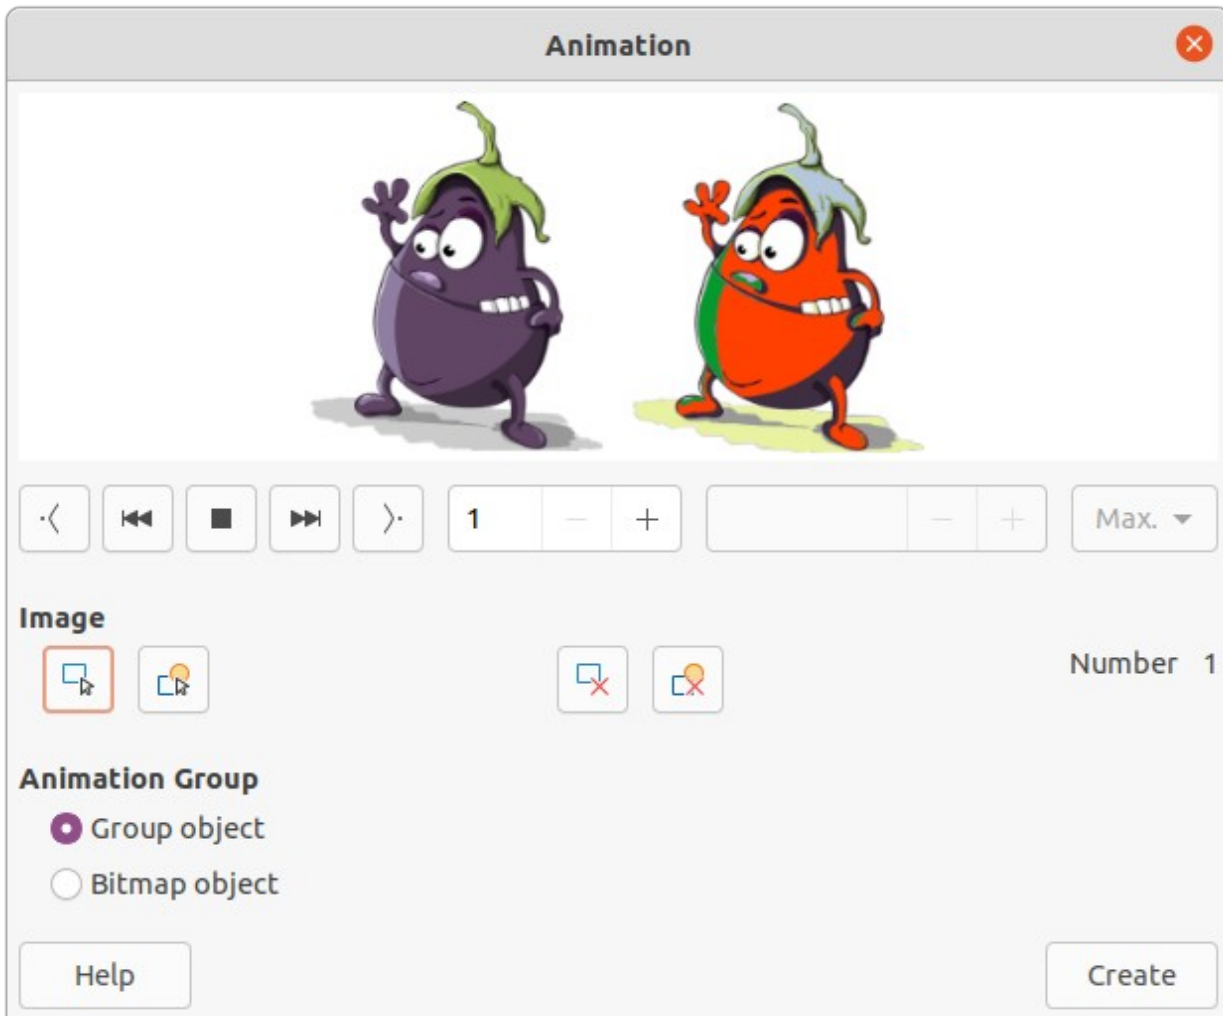 Animation
1
Max.
Image
Number 1
Animation Group
Group object
Bitmap object
Help
Create